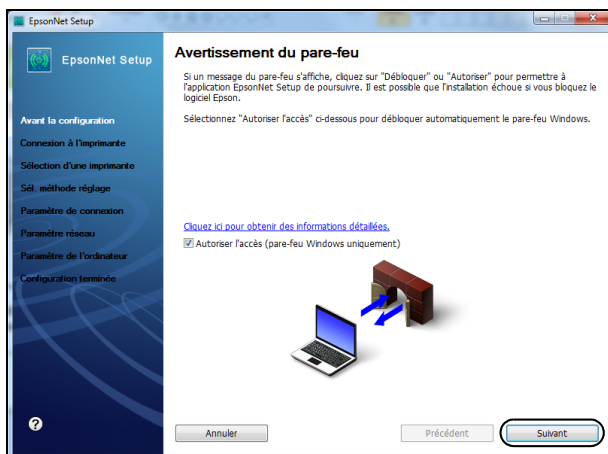 EpsonNet Setup
EpsonNet Setup
Avant la configuration
Connexion à l'imprimante
Sélection d'une imprimante
Sél. méthode réglage
Paramètre de connexion
Paramètre réseau
Paramètre de l'ordinateur
Configuration terminée
Avertissement du pare-feu
Si un message du pare-feu s'affiche, cliquez sur "Débloquer" ou "Autoriser" pour permettre à
l'application EpsonNet Setup de poursuivre. Il est possible que l'installation échoue si vous bloquez le
logiciel Epson.
Sélectionnez "Autoriser l'accès" ci-dessous pour débloquer automatiquement le pare-feu Windows.
Cliquez ici pour obtenir des informations détaillées.
Autoriser l'accès (pare-feu Windows uniquement)
?
Annuler
Précédent
Suivant